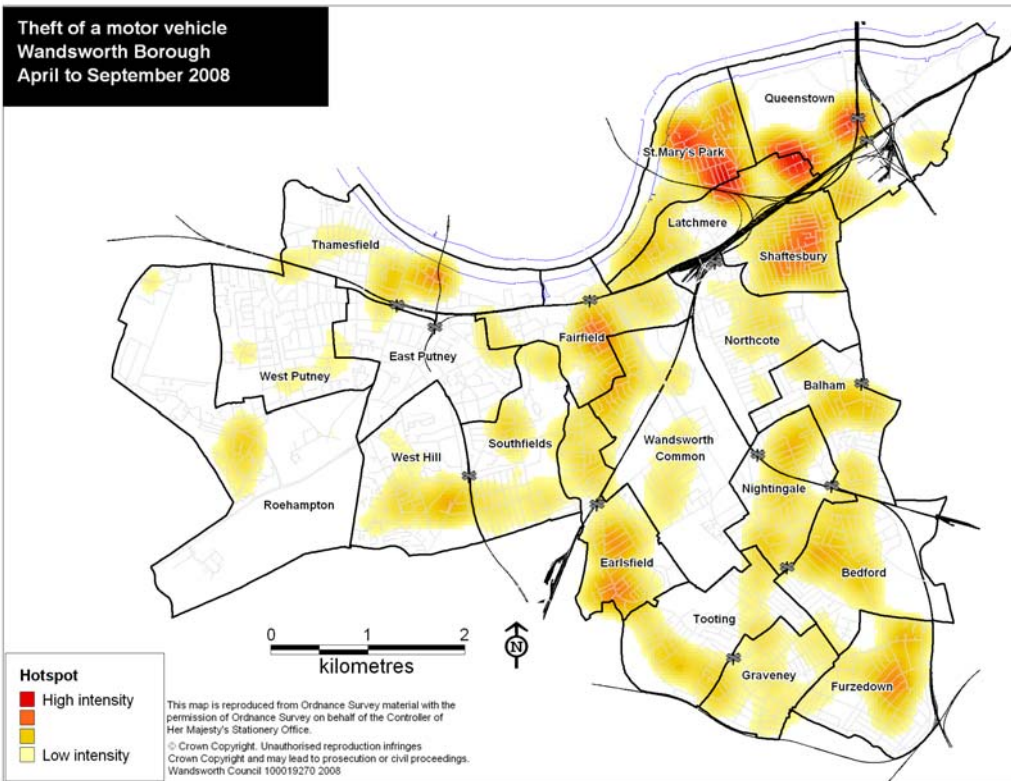 Theft of a motor vehicle
Wandsworth Borough
April to September 2008
Queenstown
St.Mary's Park
Latchmere
Thamesfield
Shaftesbury
Fairfield
Northcote
East Putney
West Putney
Balham
Southfields
Wandsworth
Common
West Hill
Nightingale
Roehampton
Earlsfield
Bedford
Tooting
Graveney
Furzedown
0 1 2
kilometres
N
Hotspot
High intensity
Low intensity
This map is reproduced from Ordnance Survey material with the
permission of Ordnance Survey on behalf of the Controller of
Her Majesty's Stationery Office.
© Crown Copyright. Unauthorised reproduction infringes
Crown Copyright and may lead to prosecution or civil proceedings.
Wandsworth Council 100019270 2008